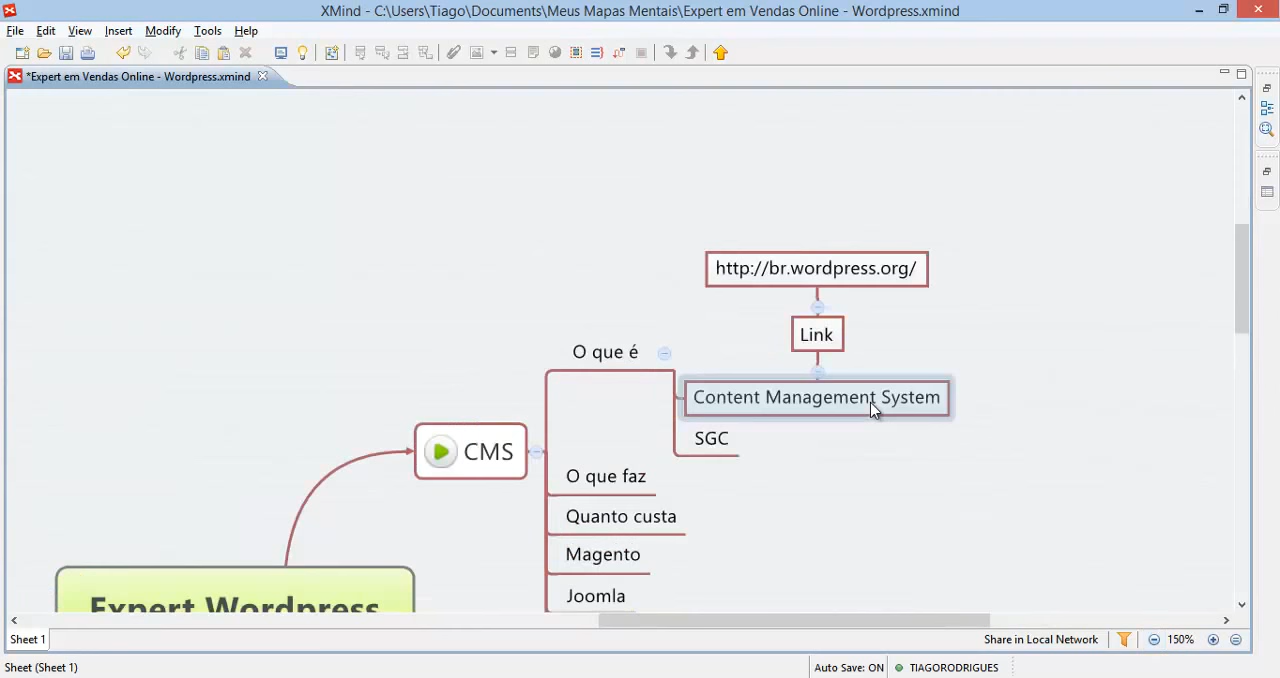 XMind - C:\Users\Tiago\Documents\Meus Mapas Mentais\Expert em Vendas Online - Wordpress.xmind
File Edit View Insert Modify Tools Help
*Expert em Vendas Online - Wordpress.xmind
http://br.wordpress.org/
Link
O que é
Content Management System
SGC
CMS
O que faz
Quanto custa
Magento
Joomla
Expert Wordpress
Sheet 1
Share in Local Network
150%
Sheet (Sheet 1)
Auto Save: ON
TIAGORODRIGUES